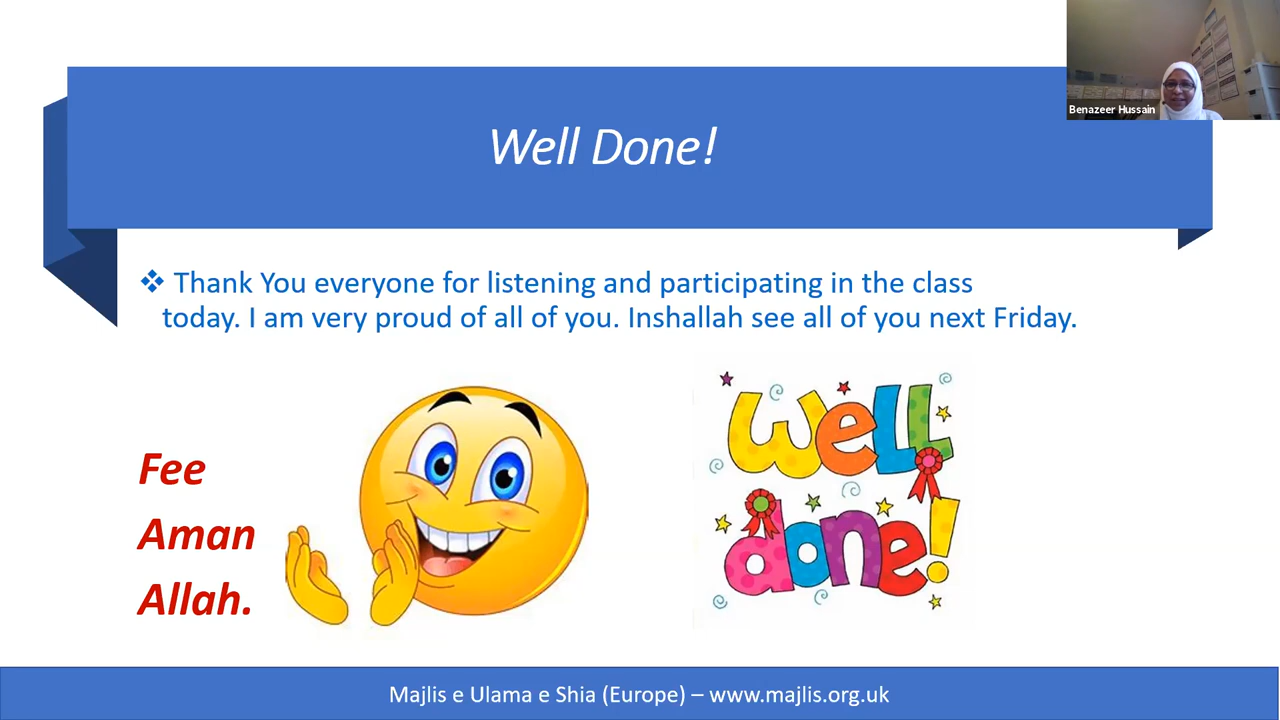 Benazeer Hussain
Well Done!
❖ Thank You everyone for listening and participating in the class
today. I am very proud of all of you. Inshallah see all of you next Friday.
Fee
Aman
Allah.
well
done!
Majlis e Ulama e Shia (Europe) – www.majlis.org.uk